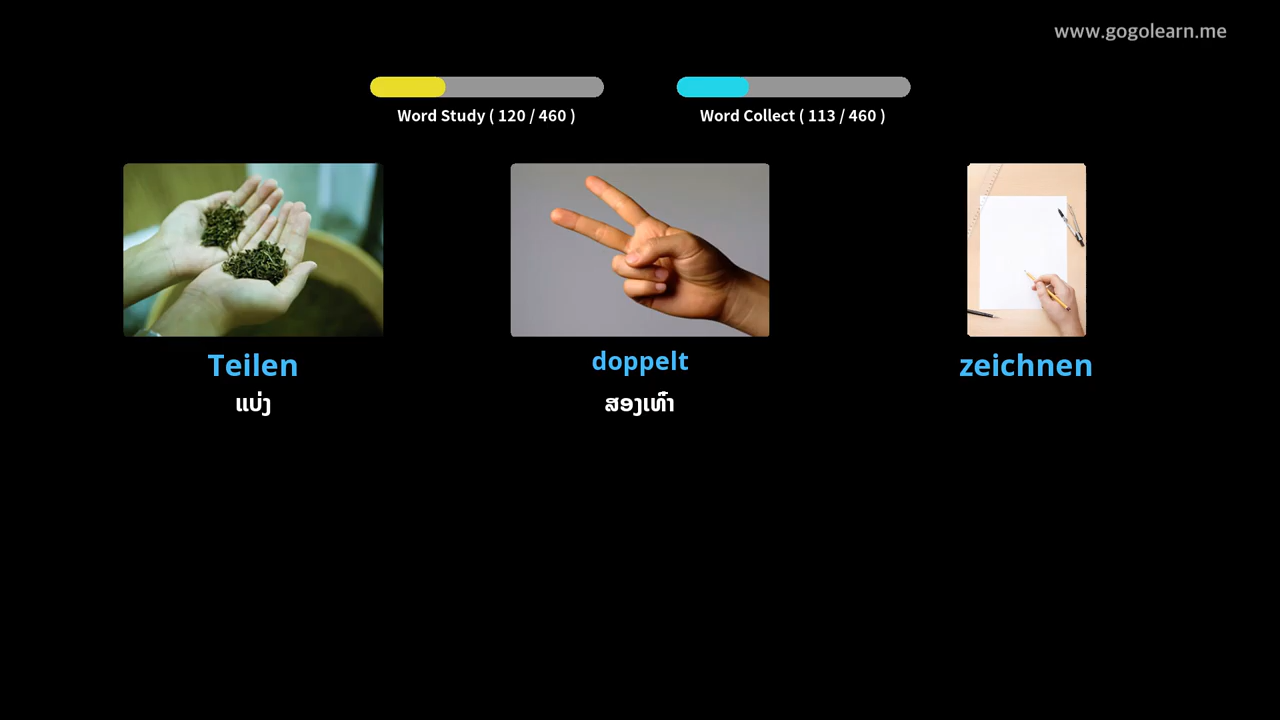 www.gogolearn.me
Word Study ( 120 / 460 )
Word Collect ( 113 / 460 )
Teilen
doppelt
zeichnen
ແບ່ງ
ສອງເທົ່າ